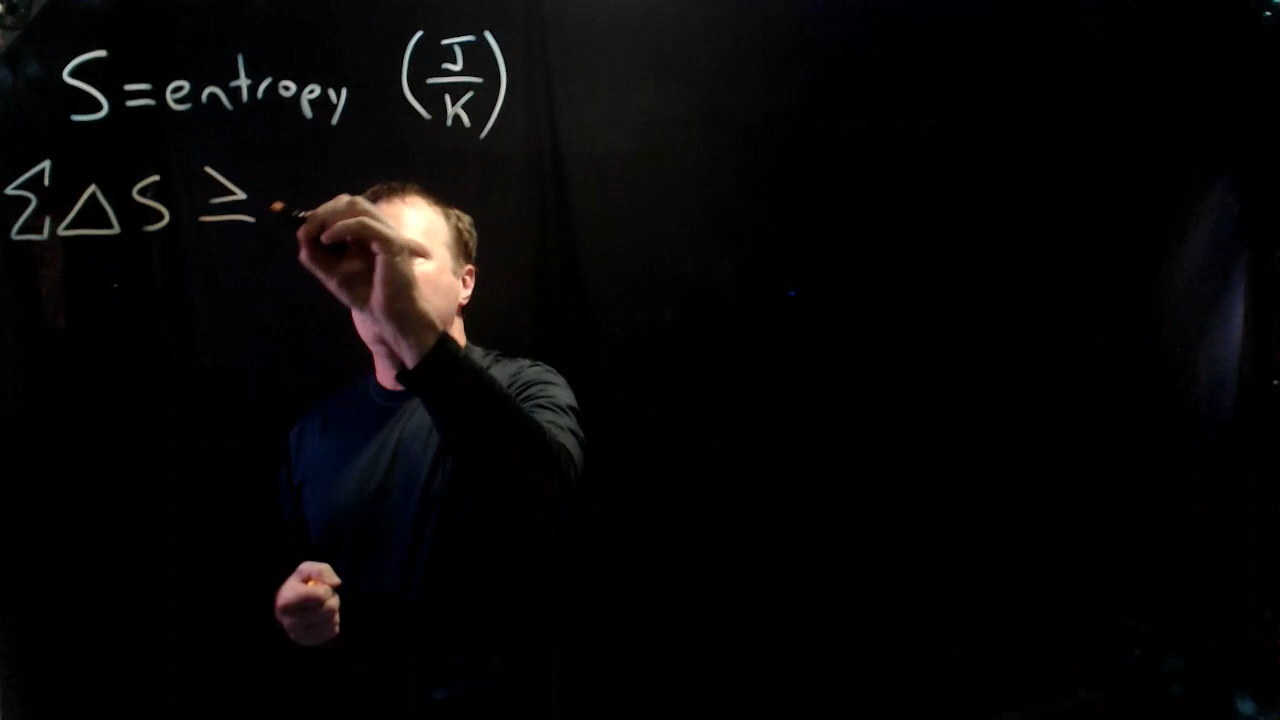 S = entropy (J/K)
ΣΔS ≥